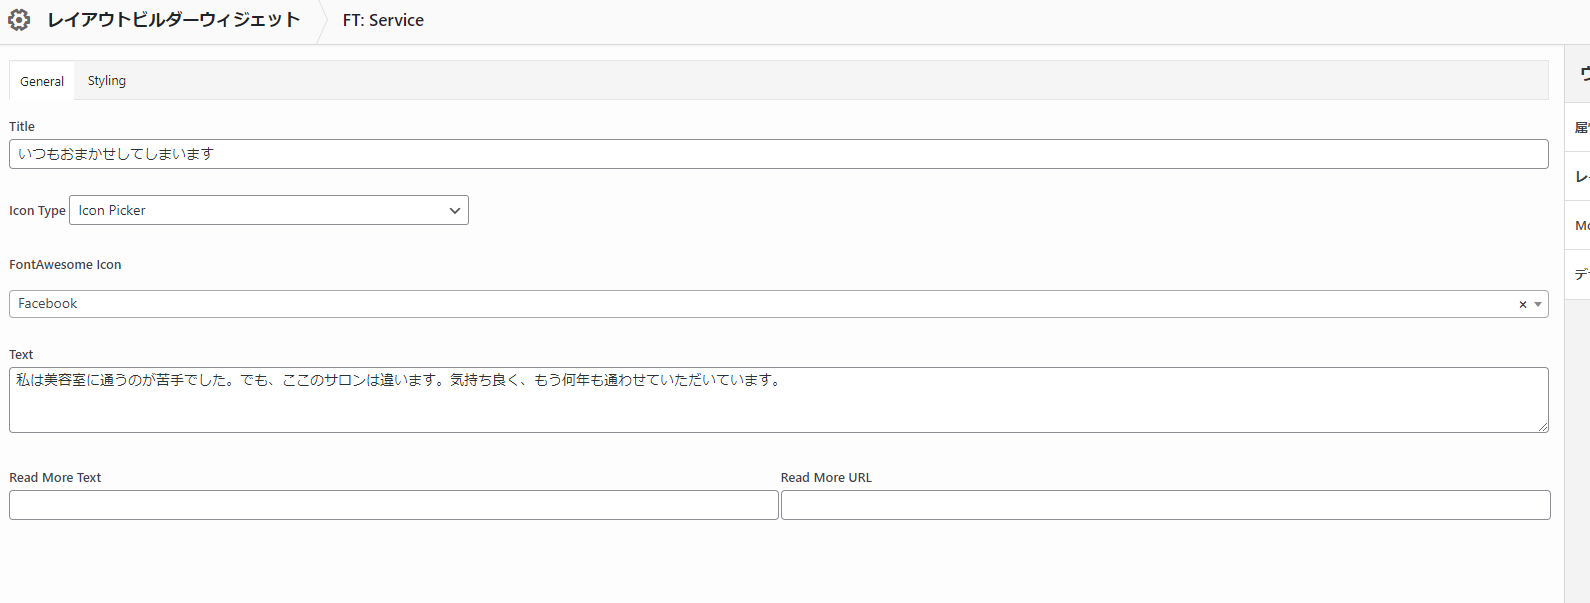 レイアウトビルダーウィジェット FT: Service
General Styling
Title
いつもおまかせしてしまいます
Icon Type Icon Picker
FontAwesome Icon
Facebook
Text
私は美容室に通うのが苦手でした。でも、ここのサロンは違います。気持ち良く、もう何年も通わせていただいています。
Read More Text Read More URL